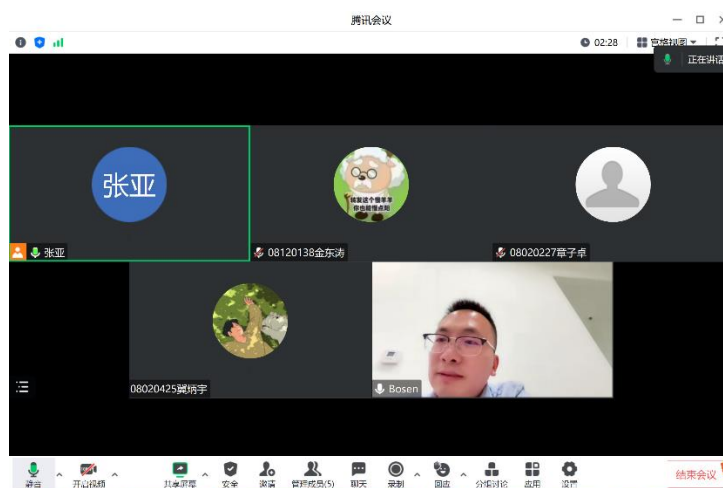 腾讯会议
02:28
宫格视图
正在讲话
张亚
张亚
08120138金东涛
08020227章子卓
08020425冀炳宇
Bosen
静音
开启视频
共享屏幕
安全
邀请
管理成员(5)
聊天
录制
回应
分组讨论
应用
设置
结束会议